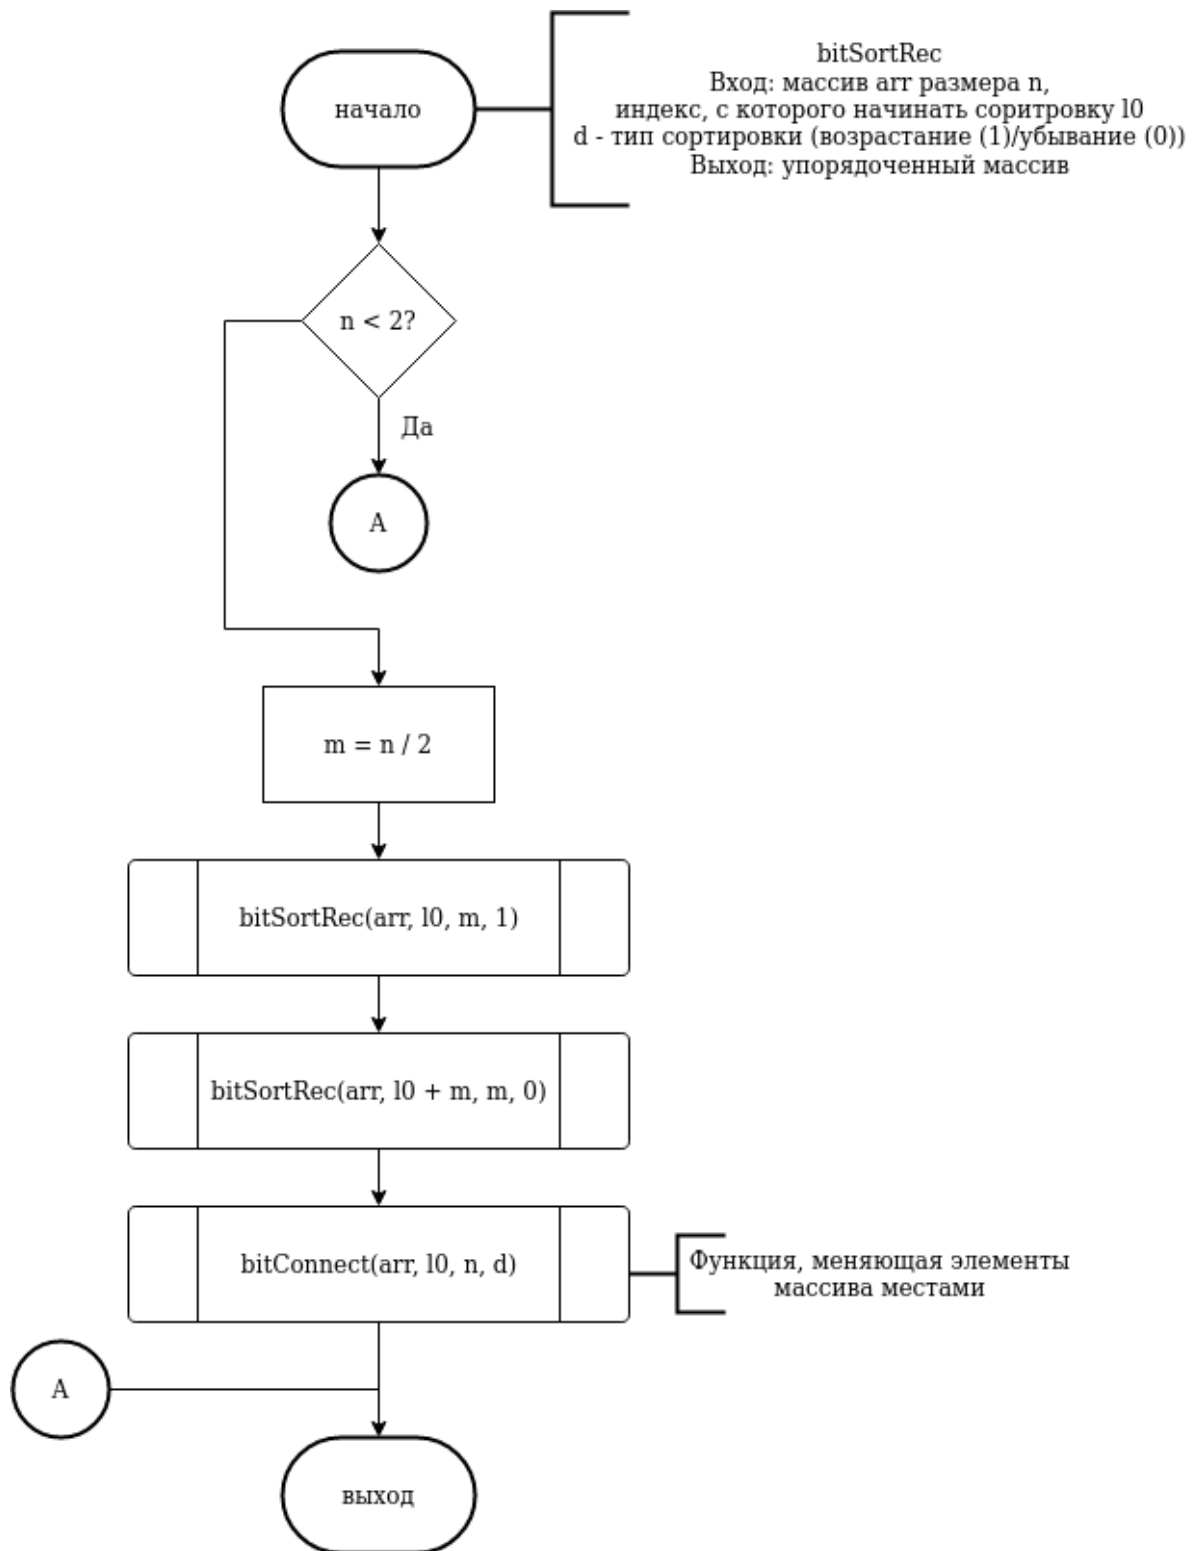 начало
bitSortRec
Вход: массив arr размера n,
индекс, с которого начинать соритровку l0
d - тип сортировки (возрастание (1)/убывание (0))
Выход: упорядоченный массив
n < 2?
Да
А
m = n / 2
bitSortRec(arr, l0, m, 1)
bitSortRec(arr, l0 + m, m, 0)
bitConnect(arr, l0, n, d)
Функция, меняющая элементы
массива местами
А
выход